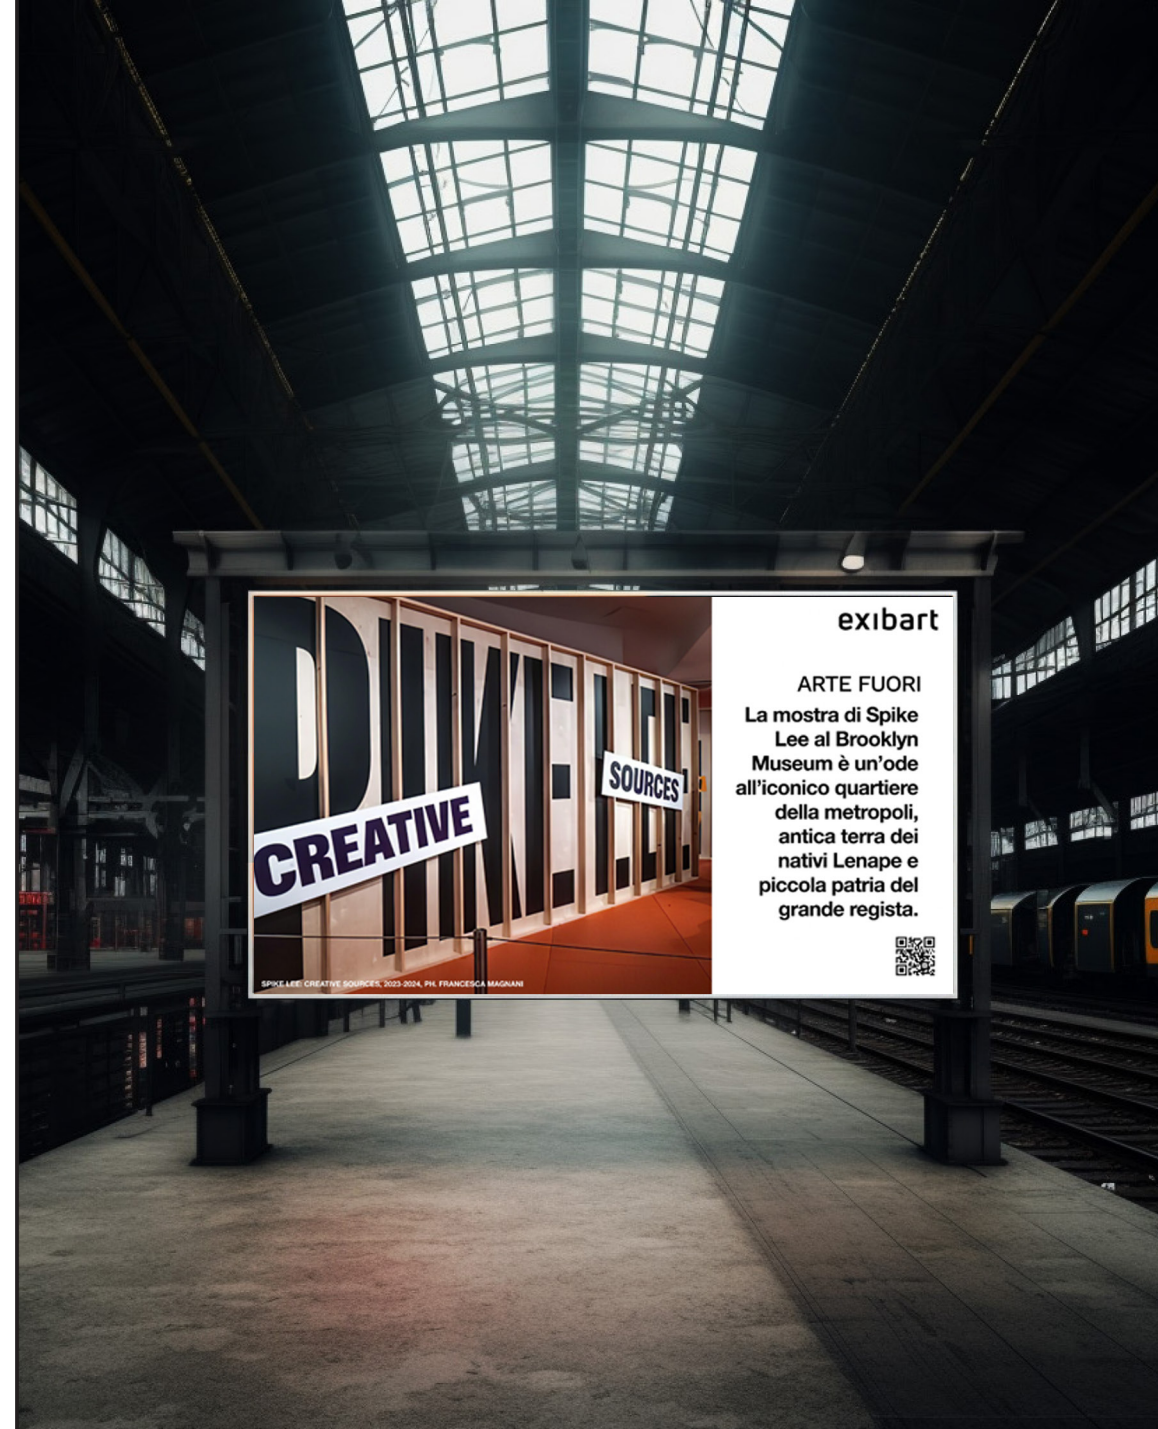 PIKE LEE:
CREATIVE
SOURCES
SPIKE LEE: CREATIVE SOURCES, 2023-2024, PH. FRANCESCA MAGNANI
exibart
ARTE FUORI
La mostra di Spike
Lee al Brooklyn
Museum è un’ode
all’iconico quartiere
della metropoli,
antica terra dei
nativi Lenape e
piccola patria del
grande regista.